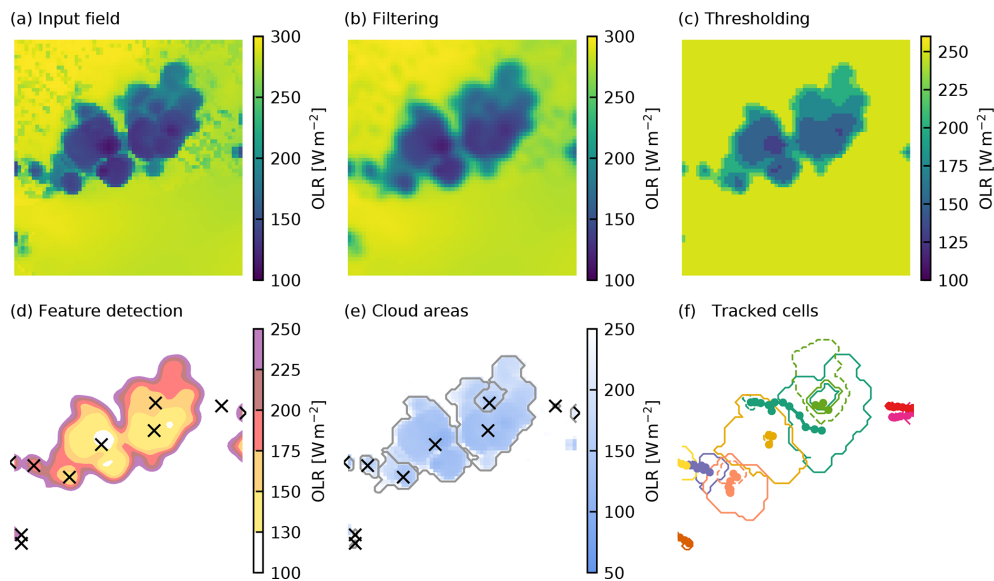 (a) Input field
(b) Filtering
(c) Thresholding
300
250
200
150
100
OLR [W m⁻²]
300
250
200
150
100
OLR [W m⁻²]
250
225
200
175
150
125
100
OLR [W m⁻²]
(d) Feature detection
(e) Cloud areas
(f) Tracked cells
250
225
200
175
150
130
100
OLR [W m⁻²]
250
200
150
100
50
OLR [W m⁻²]